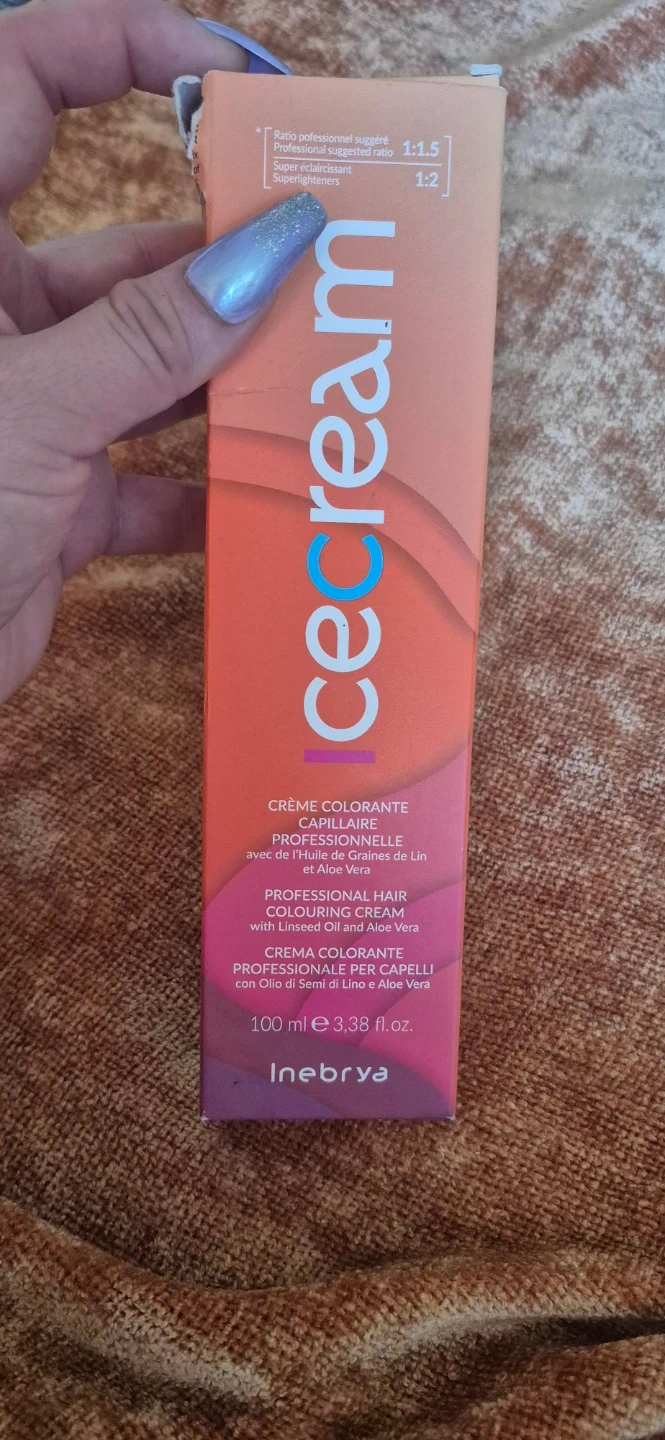 * Ratio pofessionnel suggéré
Professional suggested ratio 1:1.5
Super éclaircissant
Superlighteners 1:2
Icecream
CRÈME COLORANTE
CAPILLAIRE
PROFESSIONNELLE
avec de l'Huile de Graines de Lin
et Aloe Vera
PROFESSIONAL HAIR
COLOURING CREAM
with Linseed Oil and Aloe Vera
CREMA COLORANTE
PROFESSIONALE PER CAPELLI
con Olio di Semi di Lino e Aloe Vera
100 ml ℮ 3,38 fl.oz.
Inebrya